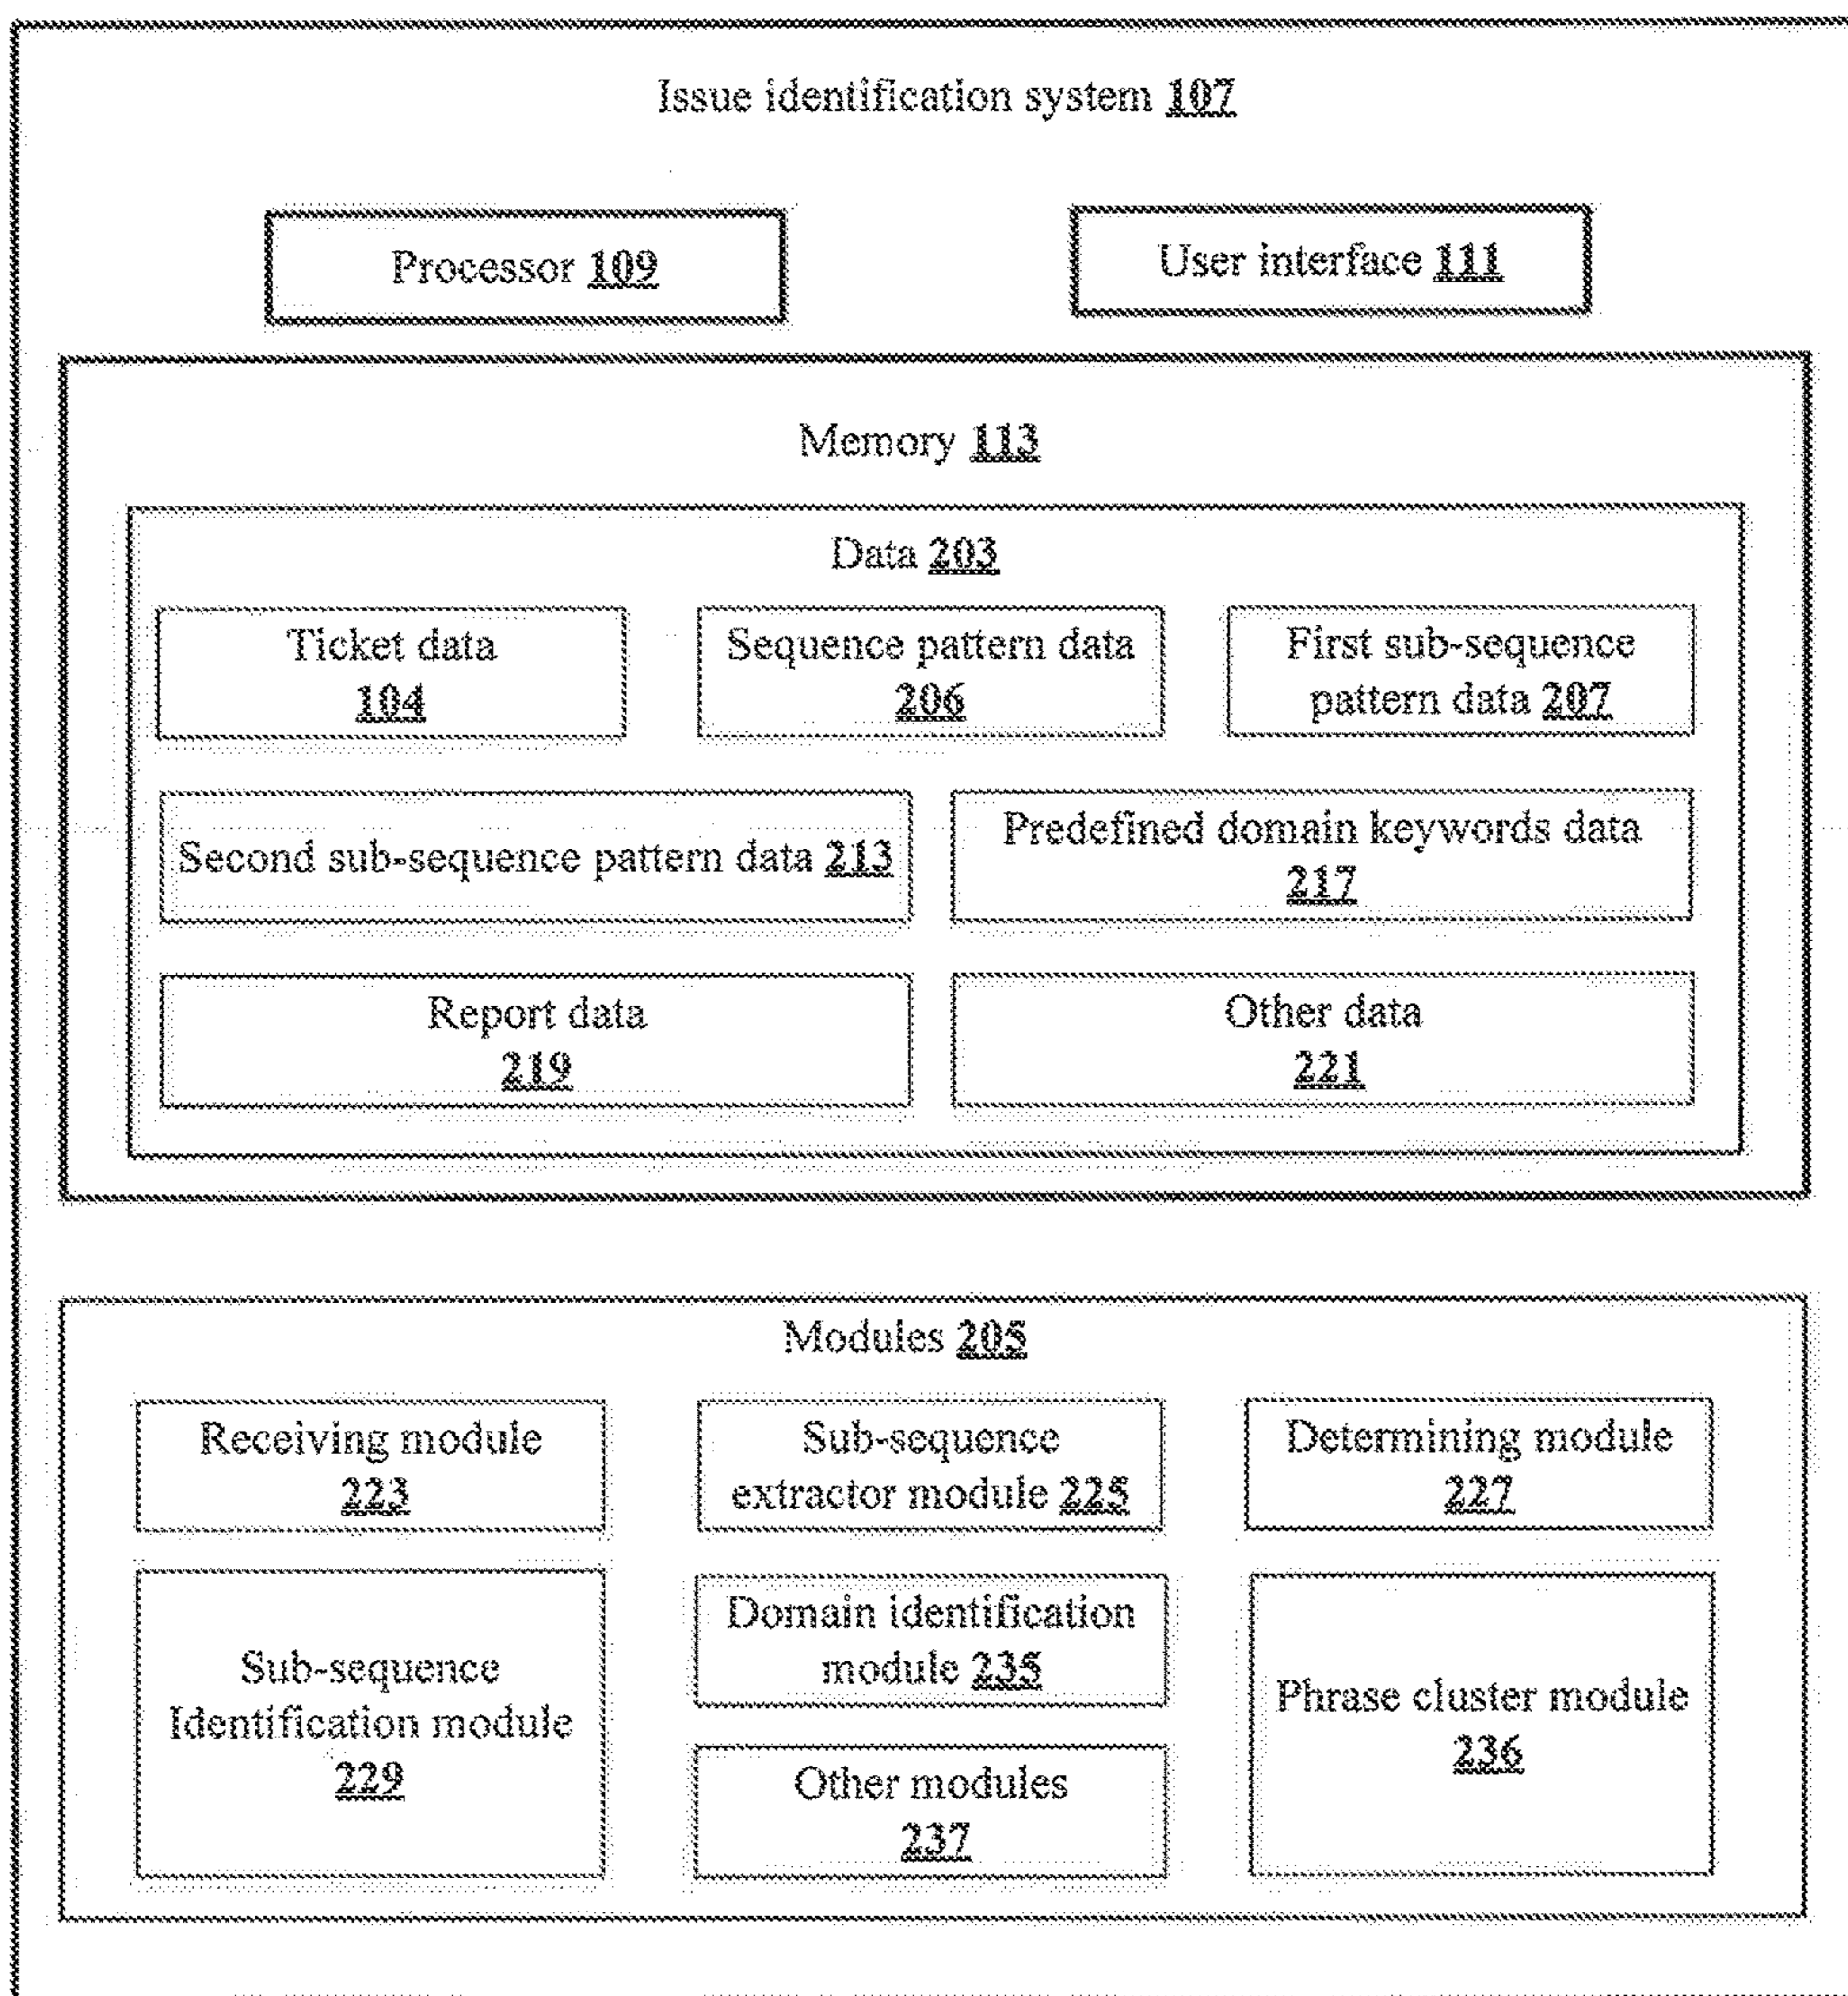 Issue identification system 107
Processor 109
User interface 111
Memory 113
Data 203
Ticket data
104
Sequence pattern data
206
First sub-sequence
pattern data 207
Second sub-sequence pattern data 213
Predefined domain keywords data
217
Report data
219
Other data
221
Modules 205
Receiving module
223
Sub-sequence
extractor module 225
Determining module
227
Sub-sequence
Identification module
229
Domain identification
module 235
Other modules
237
Phrase cluster module
236